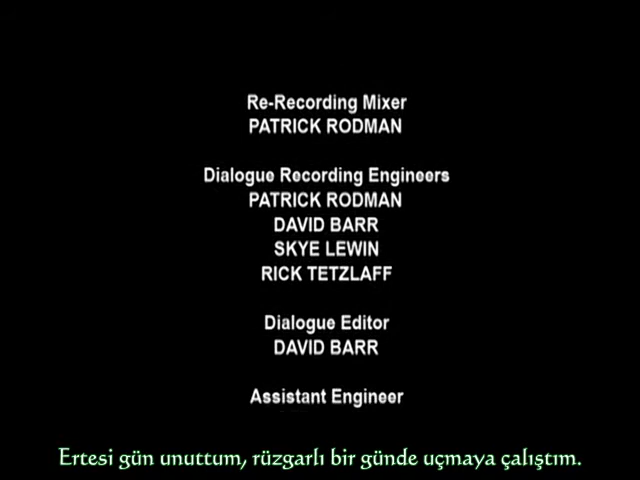 Re-Recording Mixer
PATRICK RODMAN
Dialogue Recording Engineers
PATRICK RODMAN
DAVID BARR
SKYE LEWIN
RICK TETZLAFF
Dialogue Editor
DAVID BARR
Assistant Engineer
Ertesi gün unuttum, rüzgarlı bir günde uçmaya çalıştım.